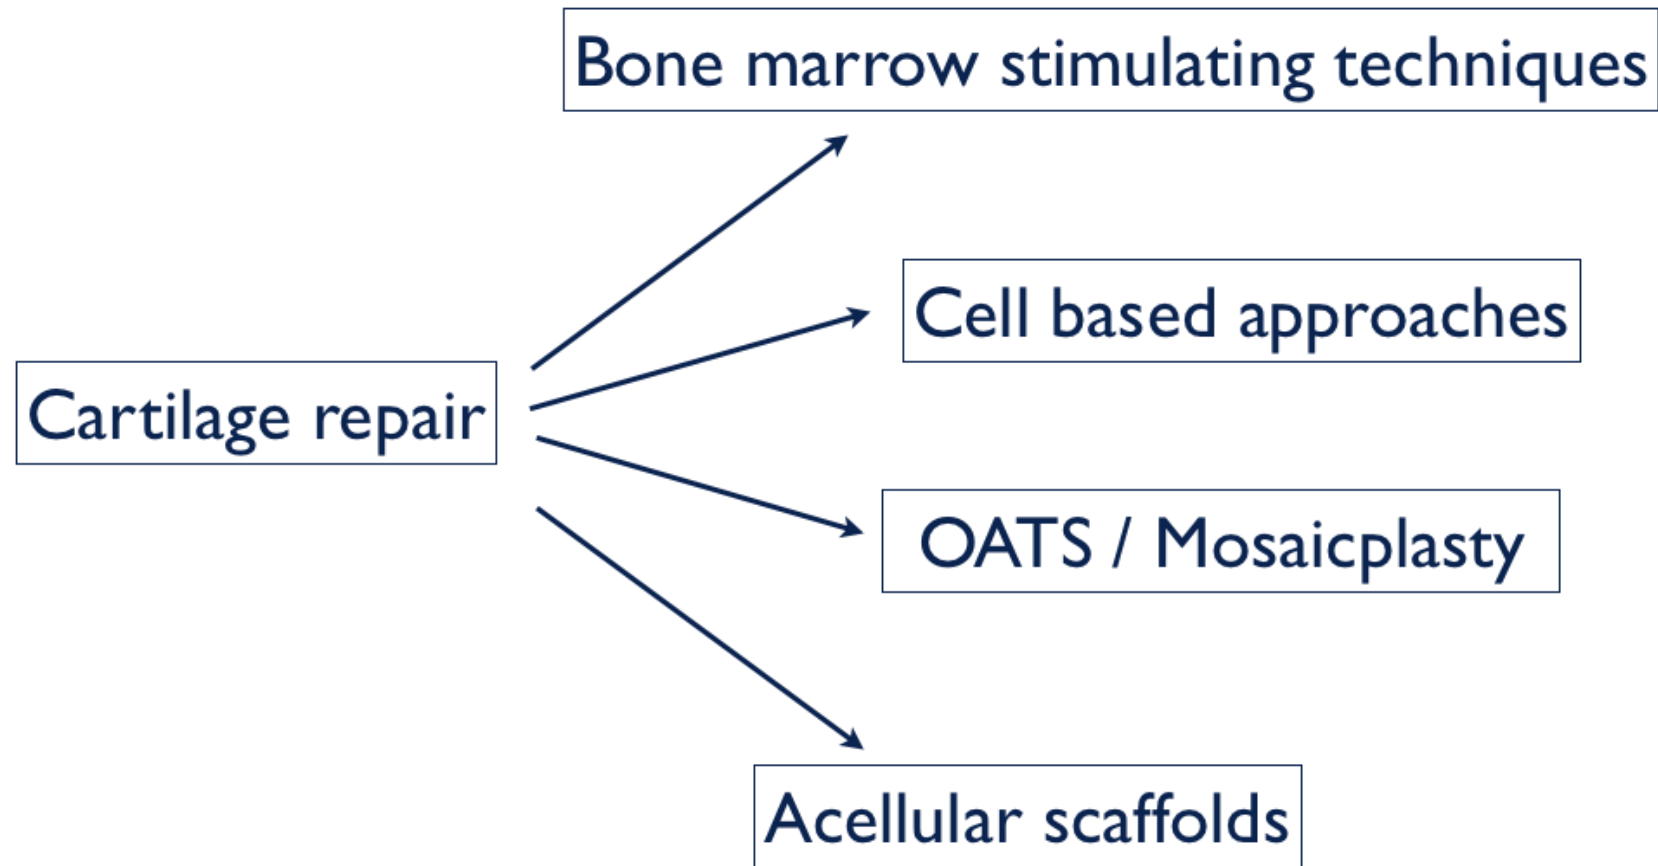 Bone marrow stimulating techniques
Cell based approaches
Cartilage repair
OATS / Mosaicplasty
Acellular scaffolds